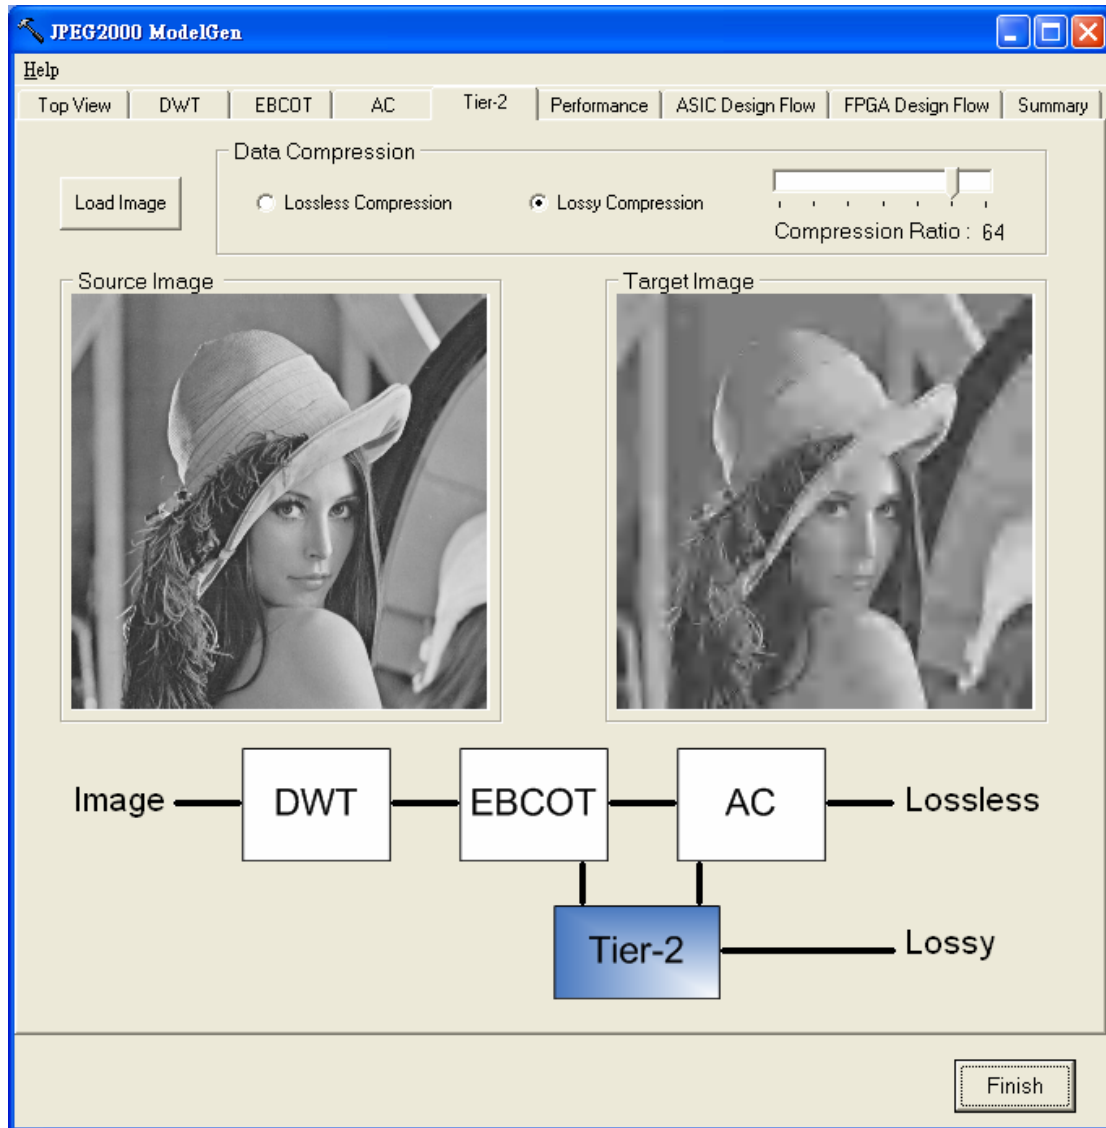 JPEG2000 ModelGen
Help
Top View DWT EBCOT AC Tier-2 Performance ASIC Design Flow FPGA Design Flow Summary
Data Compression
Load Image
Lossless Compression
Lossy Compression
Compression Ratio : 64
Source Image
Target Image
Image DWT EBCOT AC Lossless
Tier-2 Lossy
Finish